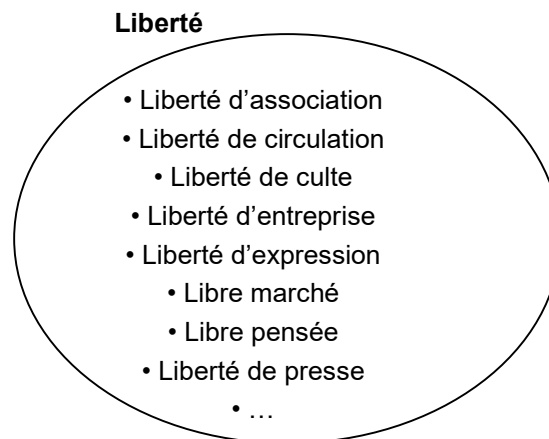 Liberté
• Liberté d’association
• Liberté de circulation
• Liberté de culte
• Liberté d’entreprise
• Liberté d’expression
• Libre marché
• Libre pensée
• Liberté de presse
• …